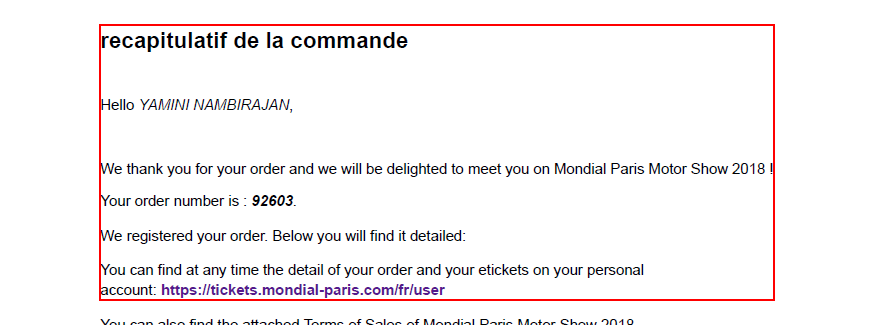 recapitulatif de la commande
Hello YAMINI NAMBIRAJAN,
We thank you for your order and we will be delighted to meet you on Mondial Paris Motor Show 2018 !
Your order number is : 92603.
We registered your order. Below you will find it detailed:
You can find at any time the detail of your order and your etickets on your personal
account: https://tickets.mondial-paris.com/fr/user
You can also find the attached Terms of Sales of Mondial Paris Motor Show 2018